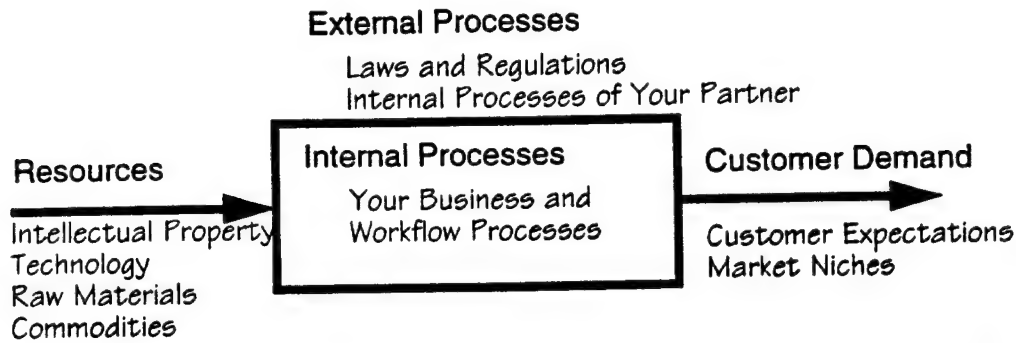 External Processes
Laws and Regulations
Internal Processes of Your Partner
Resources
Intellectual Property
Technology
Raw Materials
Commodities
Internal Processes
Your Business and
Workflow Processes
Customer Demand
Customer Expectations
Market Niches